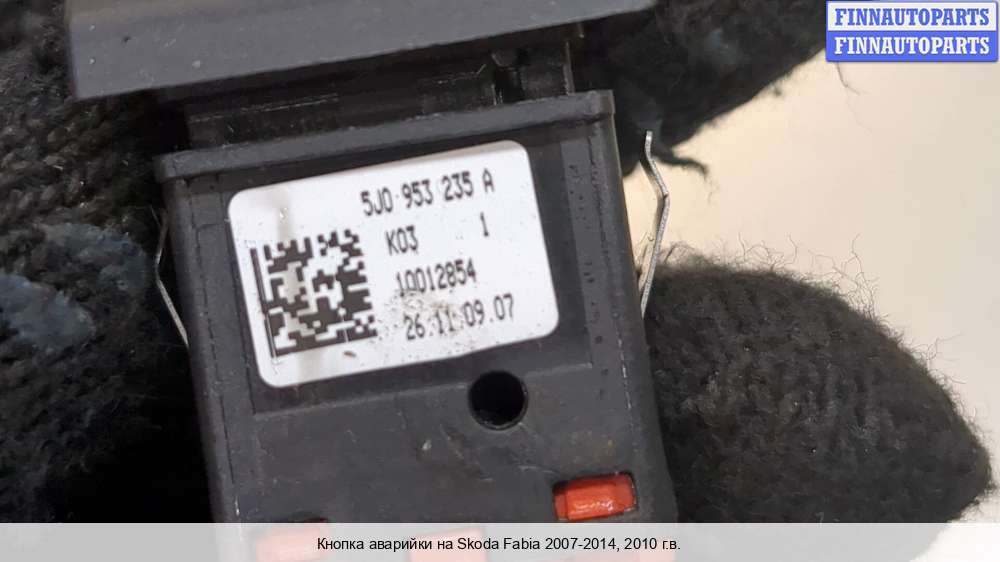 FINNAUTOPARTS
FINNAUTOPARTS
5J0 953 235 A
K03 1
10012854
26.11.09.07
Кнопка аварийки на Skoda Fabia 2007-2014, 2010 г.в.